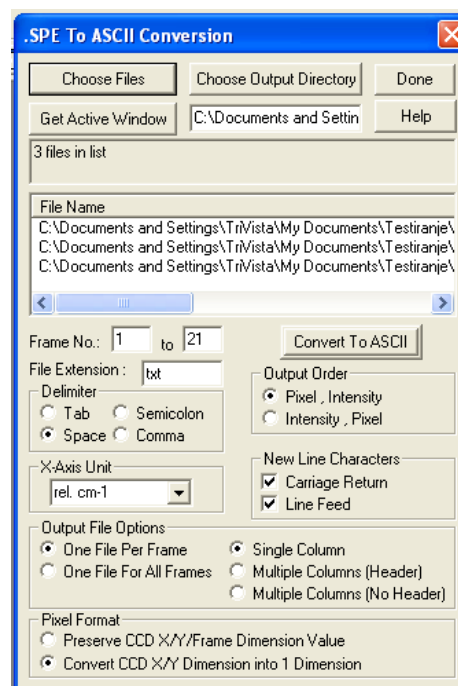 .SPE To ASCII Conversion
Choose Files Choose Output Directory Done
Get Active Window C:\Documents and Settin Help
3 files in list
File Name
C:\Documents and Settings\TriVista\My Documents\Testiranje\
C:\Documents and Settings\TriVista\My Documents\Testiranje\
C:\Documents and Settings\TriVista\My Documents\Testiranje\
Frame No.: 1 to 21 Convert To ASCII
File Extension : txt
Output Order
Delimiter
Pixel , Intensity
Tab Semicolon
Intensity , Pixel
Space Comma
New Line Characters
X-Axis Unit
Carriage Return
rel. cm-1
Line Feed
Output File Options
One File Per Frame Single Column
One File For All Frames Multiple Columns (Header)
Multiple Columns (No Header)
Pixel Format
Preserve CCD X/Y/Frame Dimension Value
Convert CCD X/Y Dimension into 1 Dimension